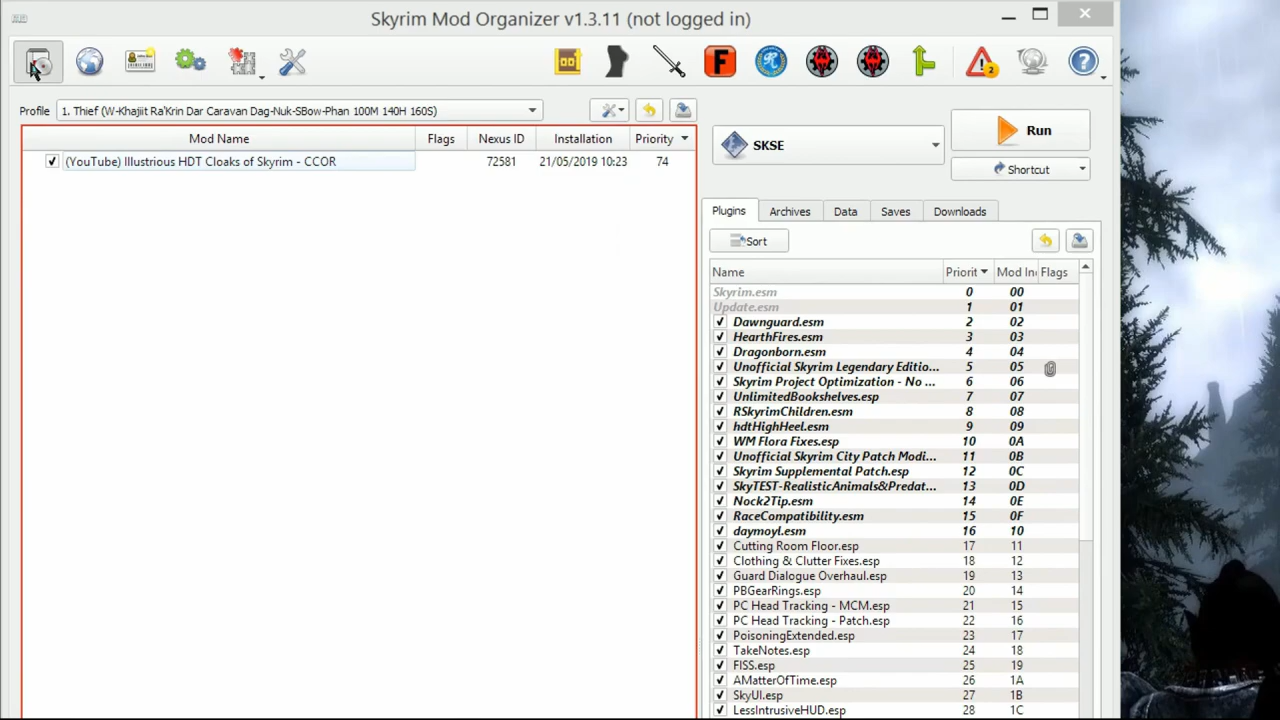 Skyrim Mod Organizer v1.3.11 (not logged in)
F
R
2
?
Profile 1. Thief (W-Khajiit Ra'Krin Dar Caravan Dag-Nuk-SBow-Phan 100M 140H 160S)
Mod Name Flags Nexus ID Installation Priority
(YouTube) Illustrious HDT Cloaks of Skyrim - CCOR 72581 21/05/2019 10:23 74
SKSE
Run
Shortcut
Plugins Archives Data Saves Downloads
Sort
Name Priorit Mod In Flags
Skyrim.esm 0 00
Update.esm 1 01
Dawnguard.esm 2 02
HearthFires.esm 3 03
Dragonborn.esm 4 04
Unofficial Skyrim Legendary Editio... 5 05
Skyrim Project Optimization - No ... 6 06
UnlimitedBookshelves.esp 7 07
RSkyrimChildren.esm 8 08
hdtHighHeel.esm 9 09
WM Flora Fixes.esp 10 0A
Unofficial Skyrim City Patch Modi... 11 0B
Skyrim Supplemental Patch.esp 12 0C
SkyTEST-RealisticAnimals&Predat... 13 0D
Nock2Tip.esm 14 0E
RaceCompatibility.esm 15 0F
daymoyl.esm 16 10
Cutting Room Floor.esp 17 11
Clothing & Clutter Fixes.esp 18 12
Guard Dialogue Overhaul.esp 19 13
PBGearRings.esp 20 14
PC Head Tracking - MCM.esp 21 15
PC Head Tracking - Patch.esp 22 16
PoisoningExtended.esp 23 17
TakeNotes.esp 24 18
FISS.esp 25 19
AMatterOfTime.esp 26 1A
SkyUI.esp 27 1B
LessIntrusiveHUD.esp 28 1C